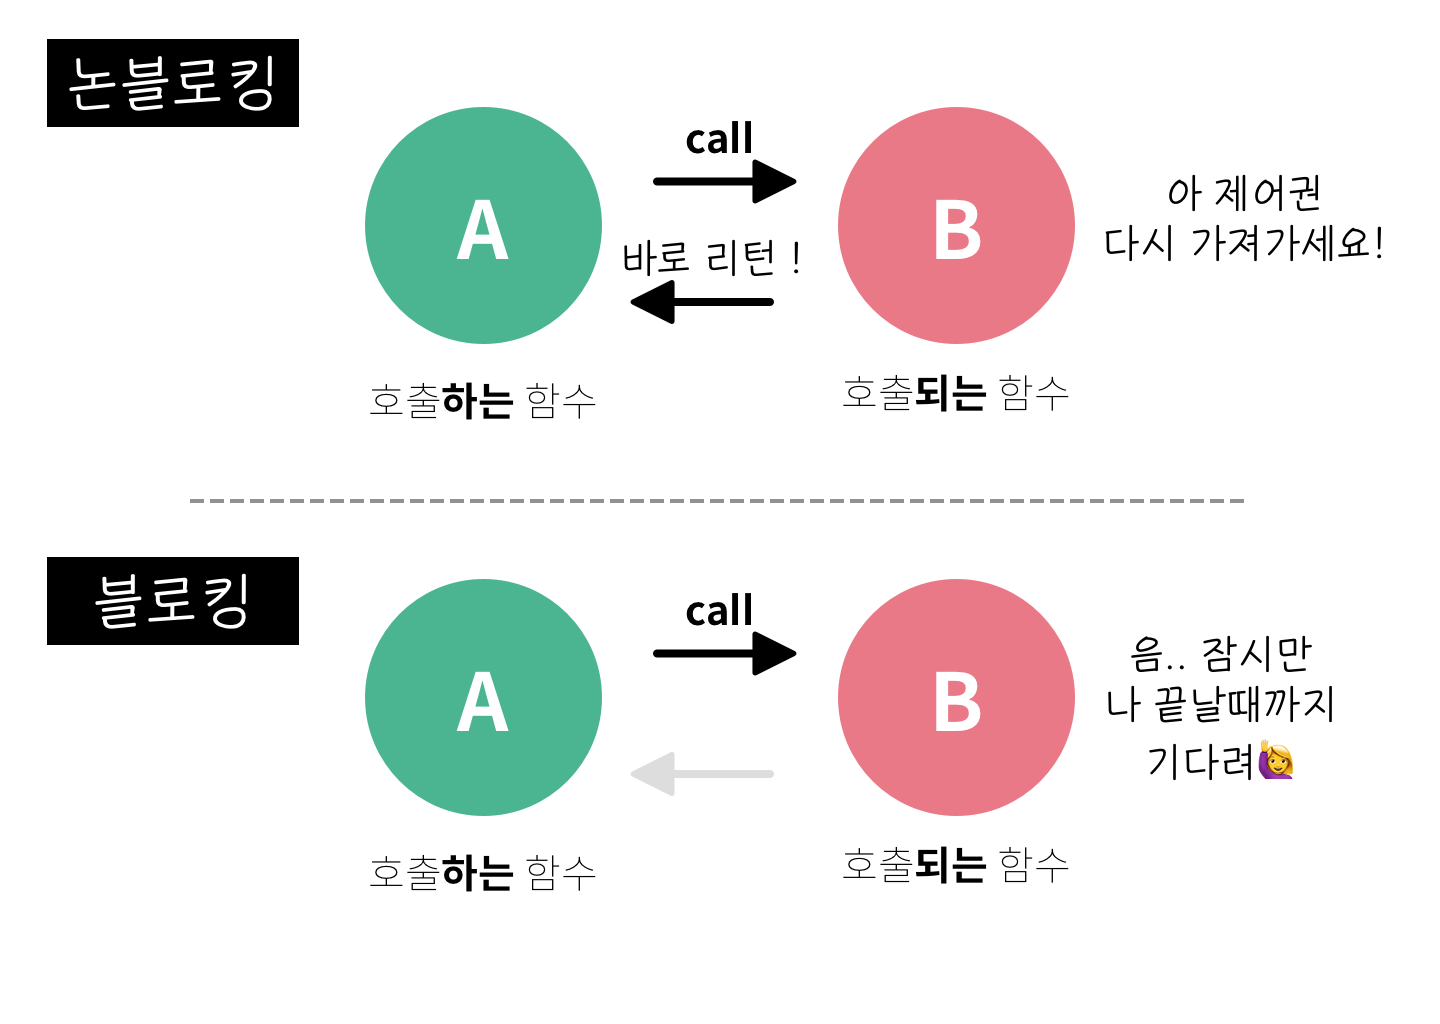 논블로킹
call
A
B
아 제어권
다시 가져가세요!
바로 리턴 !
호출하는 함수
호출되는 함수
블로킹
call
A
B
음.. 잠시만
나 끝날때까지
기다려🙋‍♀️
호출하는 함수
호출되는 함수